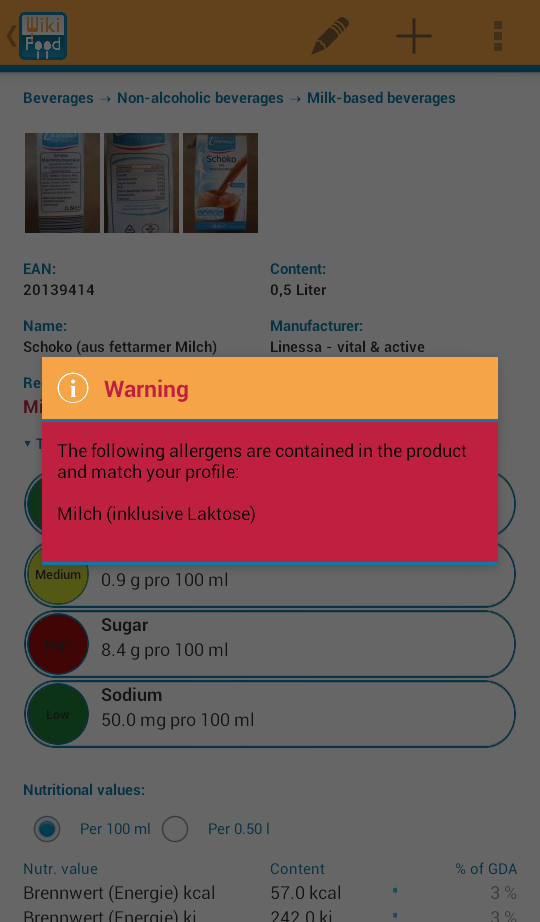 Wiki
Food
Beverages → Non-alcoholic beverages → Milk-based beverages
Schoko
EAN:
Content:
20139414
0,5 Liter
Name:
Manufacturer:
Schoko (aus fettarmer Milch)
Linessa - vital & active
Re
Warning
Mi
The following allergens are contained in the product
and match your profile:
Milch (inklusive Laktose)
Medium
0.9 g pro 100 ml
Sugar
8.4 g pro 100 ml
Sodium
Low
50.0 mg pro 100 ml
Nutritional values:
Per 100 ml
Per 0.50 l
Nutr. value
Content
% of GDA
Brennwert (Energie) kcal
57.0 kcal
3 %
Brennwert (Energie) kj
242.0 kj
3 %